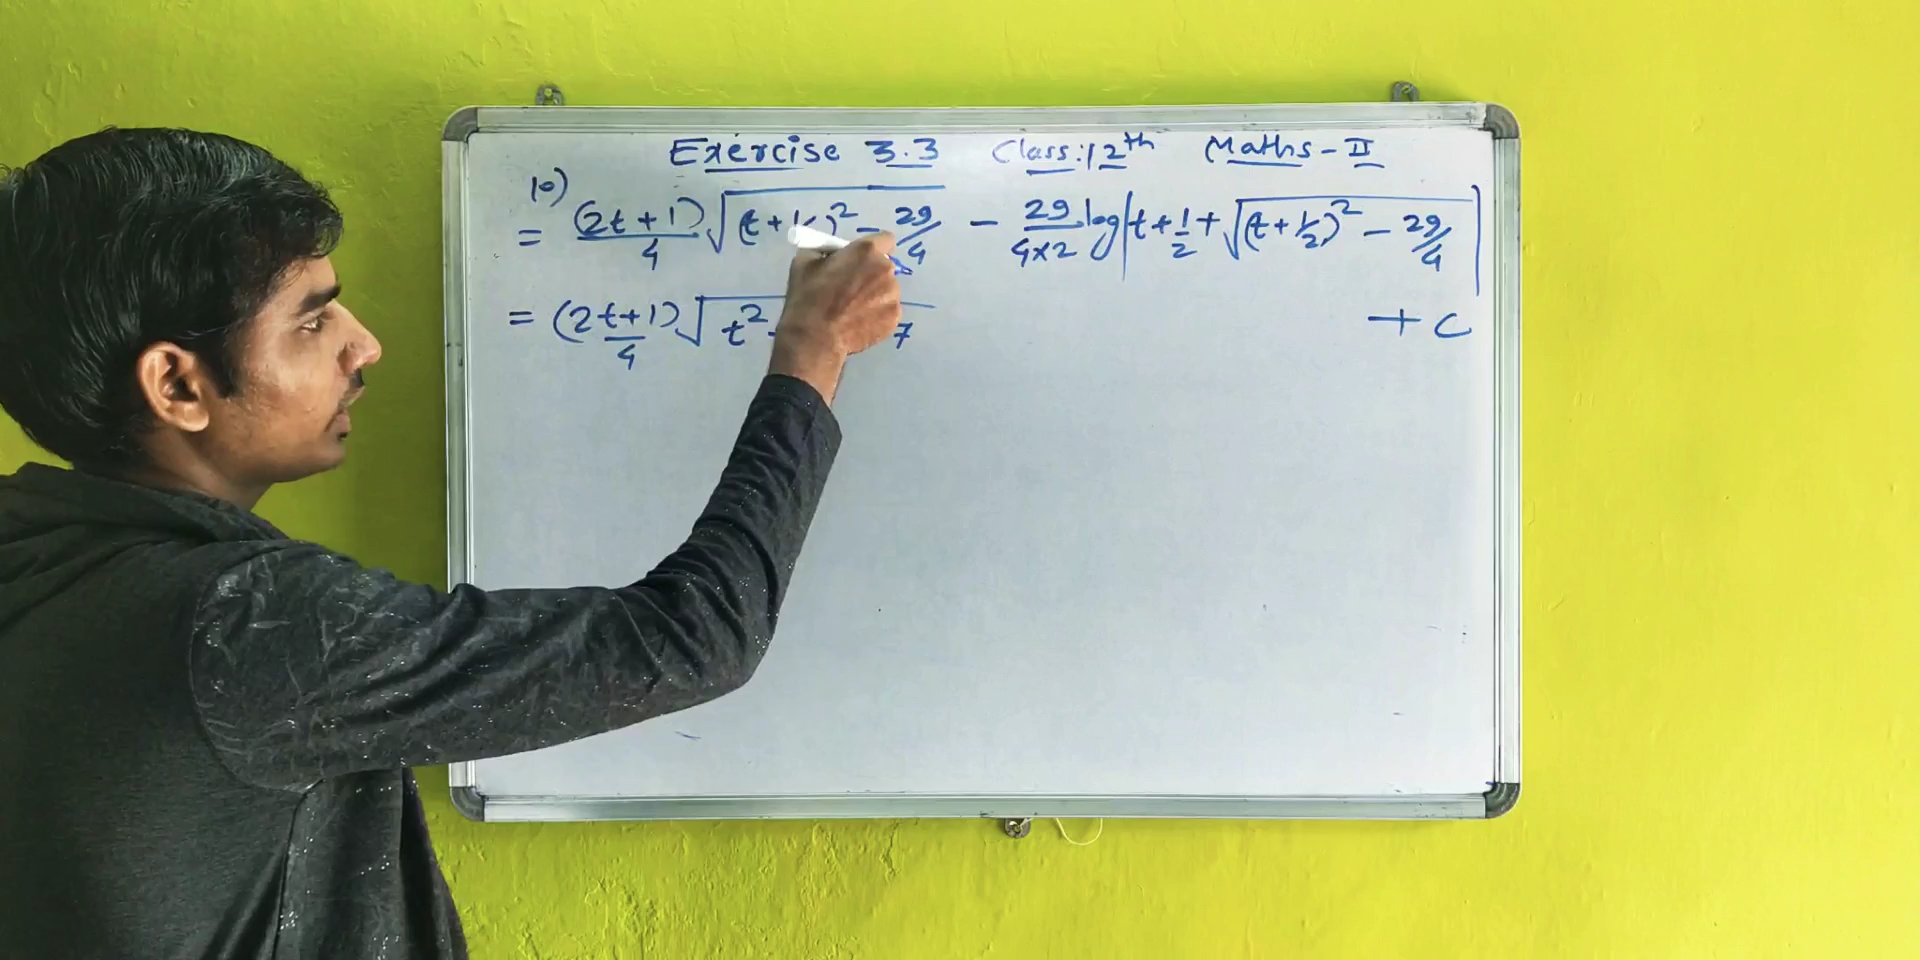 Exercise 3.3 Class:12th Maths-II
10)
= (2t+1)/4 √((t+½)² - 29/4) - 29/(4×2) log|t+1/2+√((t+½)² - 29/4)|
= (2t+1)/4 √(t² 7 + C